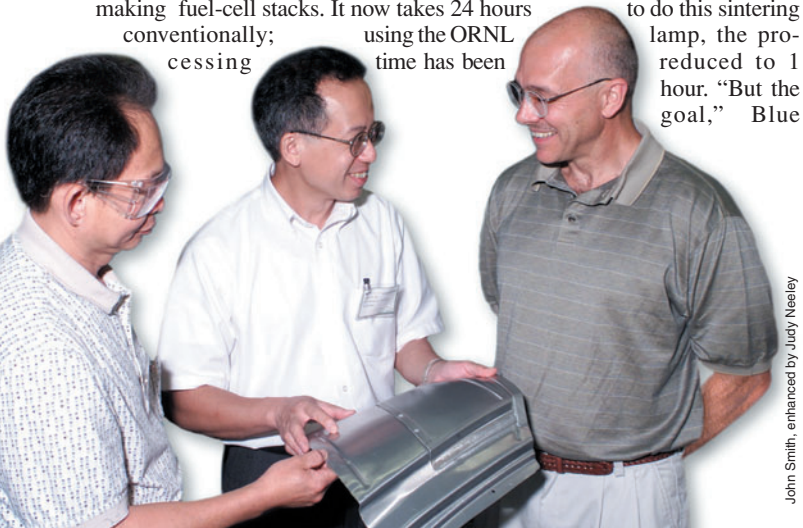 making fuel-cell stacks. It now takes 24 hours to do this sintering
conventionally; using the ORNL lamp, the pro-
cessing time has been reduced to 1
hour. “But the
goal,” Blue
John Smith, enhanced by Judy Neeley